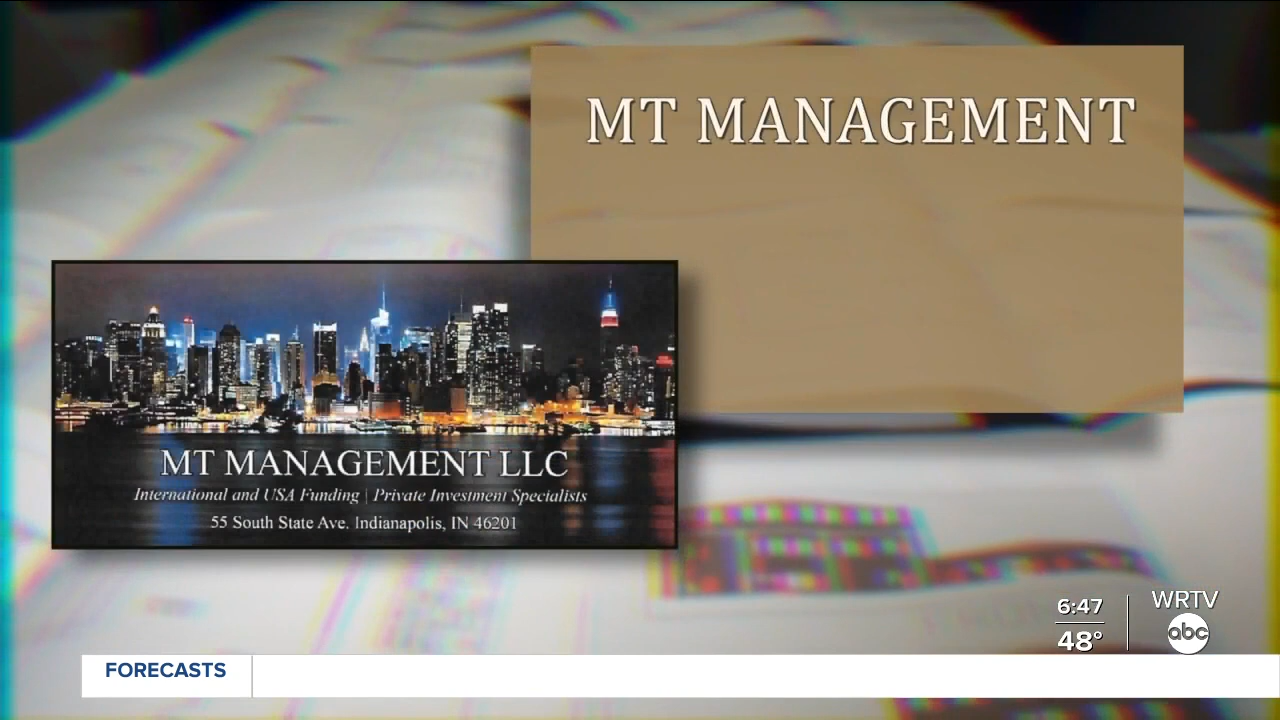 MT MANAGEMENT
MT MANAGEMENT LLC
International and USA Funding | Private Investment Specialists
55 South State Ave. Indianapolis, IN 46201
6:47
48°
WRTV
abc
FORECASTS